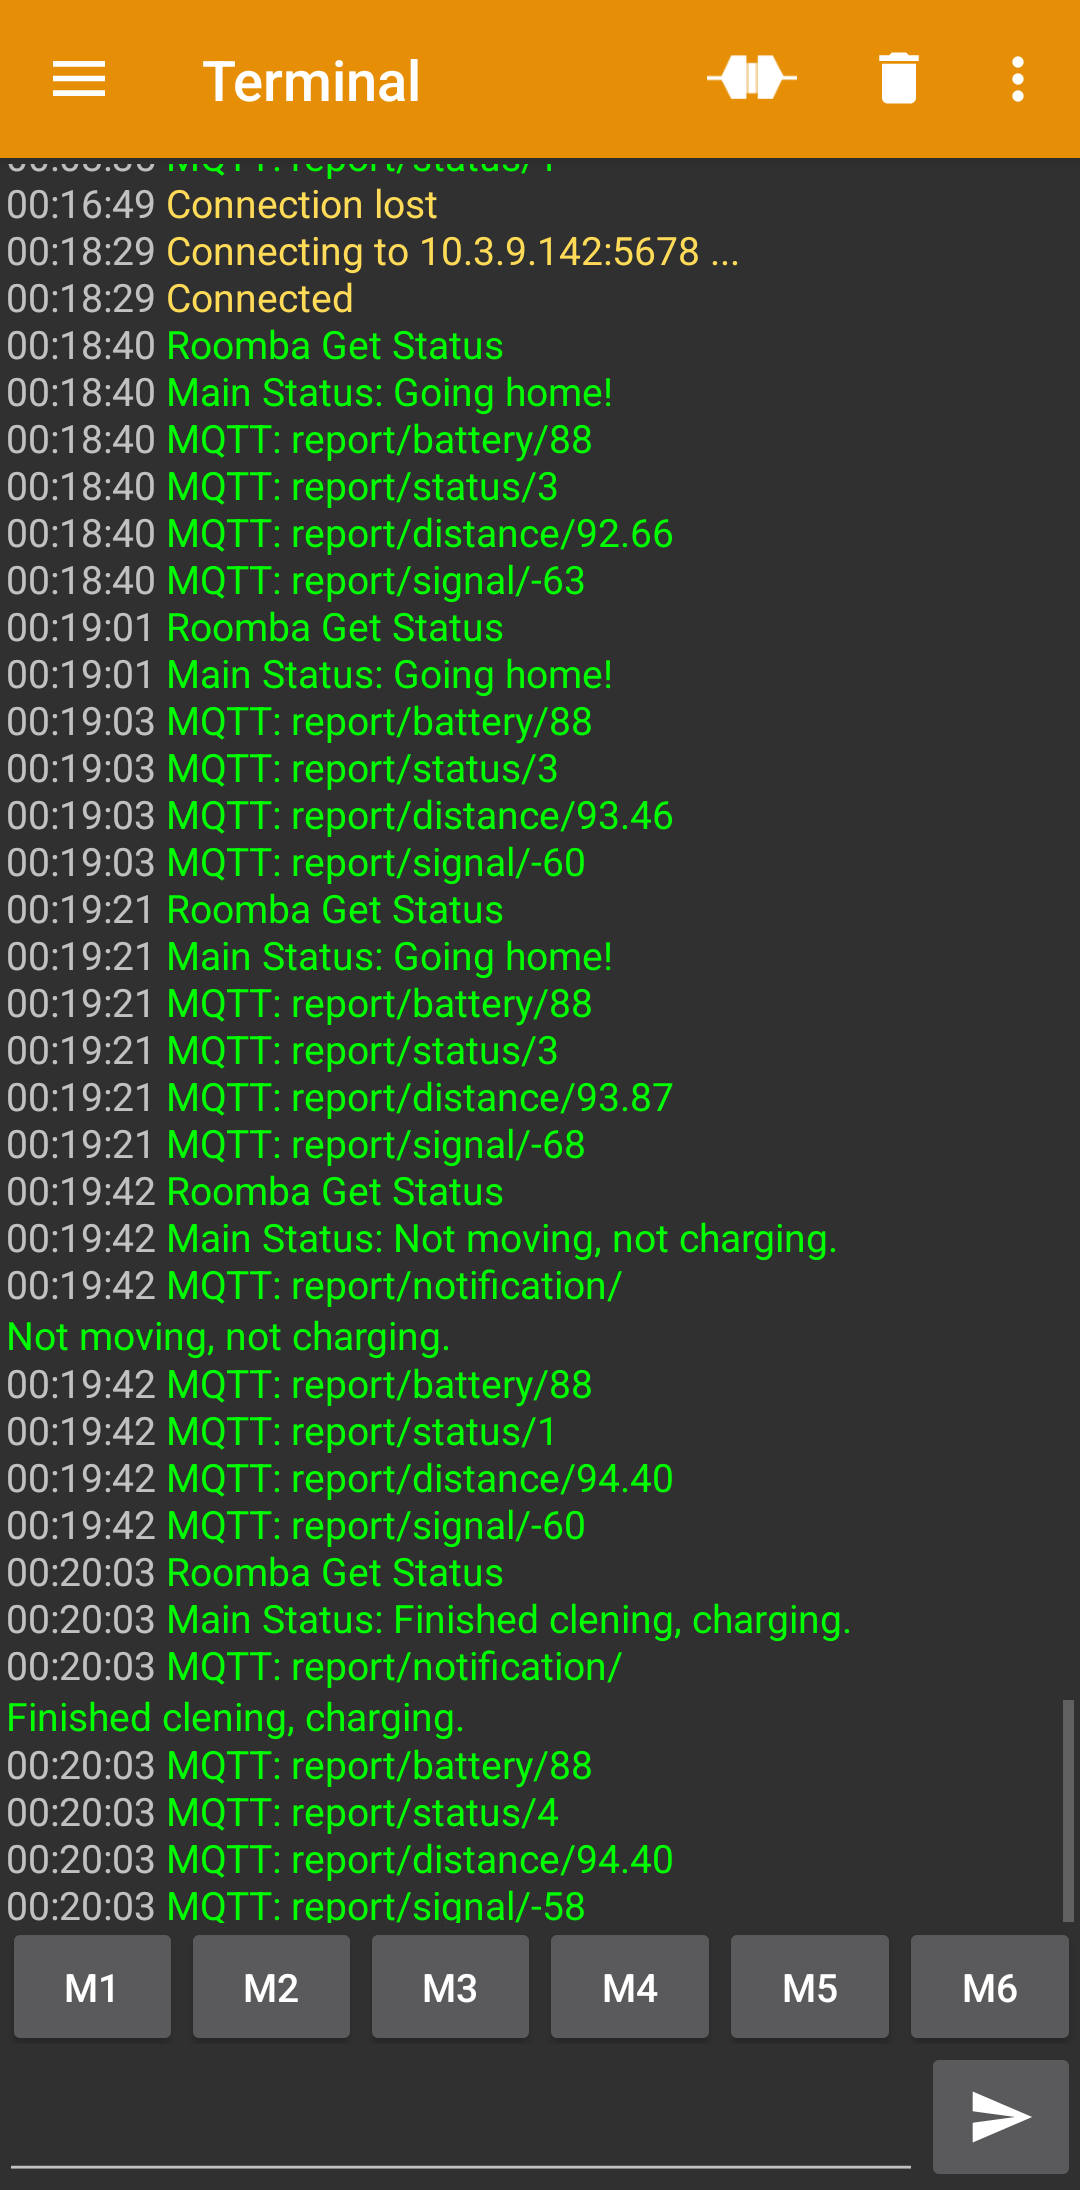 Terminal
MQTT: report/status/1
00:16:49 Connection lost
00:18:29 Connecting to 10.3.9.142:5678 ...
00:18:29 Connected
00:18:40 Roomba Get Status
00:18:40 Main Status: Going home!
00:18:40 MQTT: report/battery/88
00:18:40 MQTT: report/status/3
00:18:40 MQTT: report/distance/92.66
00:18:40 MQTT: report/signal/-63
00:19:01 Roomba Get Status
00:19:01 Main Status: Going home!
00:19:03 MQTT: report/battery/88
00:19:03 MQTT: report/status/3
00:19:03 MQTT: report/distance/93.46
00:19:03 MQTT: report/signal/-60
00:19:21 Roomba Get Status
00:19:21 Main Status: Going home!
00:19:21 MQTT: report/battery/88
00:19:21 MQTT: report/status/3
00:19:21 MQTT: report/distance/93.87
00:19:21 MQTT: report/signal/-68
00:19:42 Roomba Get Status
00:19:42 Main Status: Not moving, not charging.
00:19:42 MQTT: report/notification/
Not moving, not charging.
00:19:42 MQTT: report/battery/88
00:19:42 MQTT: report/status/1
00:19:42 MQTT: report/distance/94.40
00:19:42 MQTT: report/signal/-60
00:20:03 Roomba Get Status
00:20:03 Main Status: Finished clening, charging.
00:20:03 MQTT: report/notification/
Finished clening, charging.
00:20:03 MQTT: report/battery/88
00:20:03 MQTT: report/status/4
00:20:03 MQTT: report/distance/94.40
00:20:03 MQTT: report/signal/-58
M1 M2 M3 M4 M5 M6